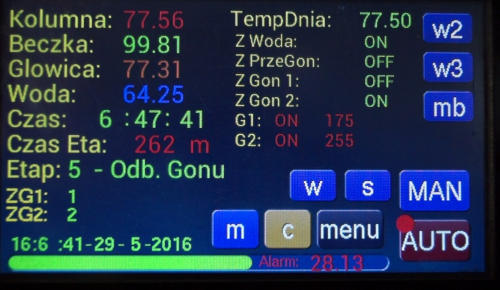 Kolumna: 77.56
Beczka: 99.81
Glowica: 77.31
Woda: 64.25
Czas: 6 :47: 41
Czas Eta: 262 m
Etap: 5 - Odb. Gonu
ZG1: 1
ZG2: 2
16:6 :41-29-5-2016
TempDnia: 77.50
Z Woda: ON
Z PrzeGon: OFF
Z Gon 1: OFF
Z Gon 2: ON
G1: ON 175
G2: ON 255
w2
w3
mb
w s MAN
m c menu AUTO
Alarm: 28.13